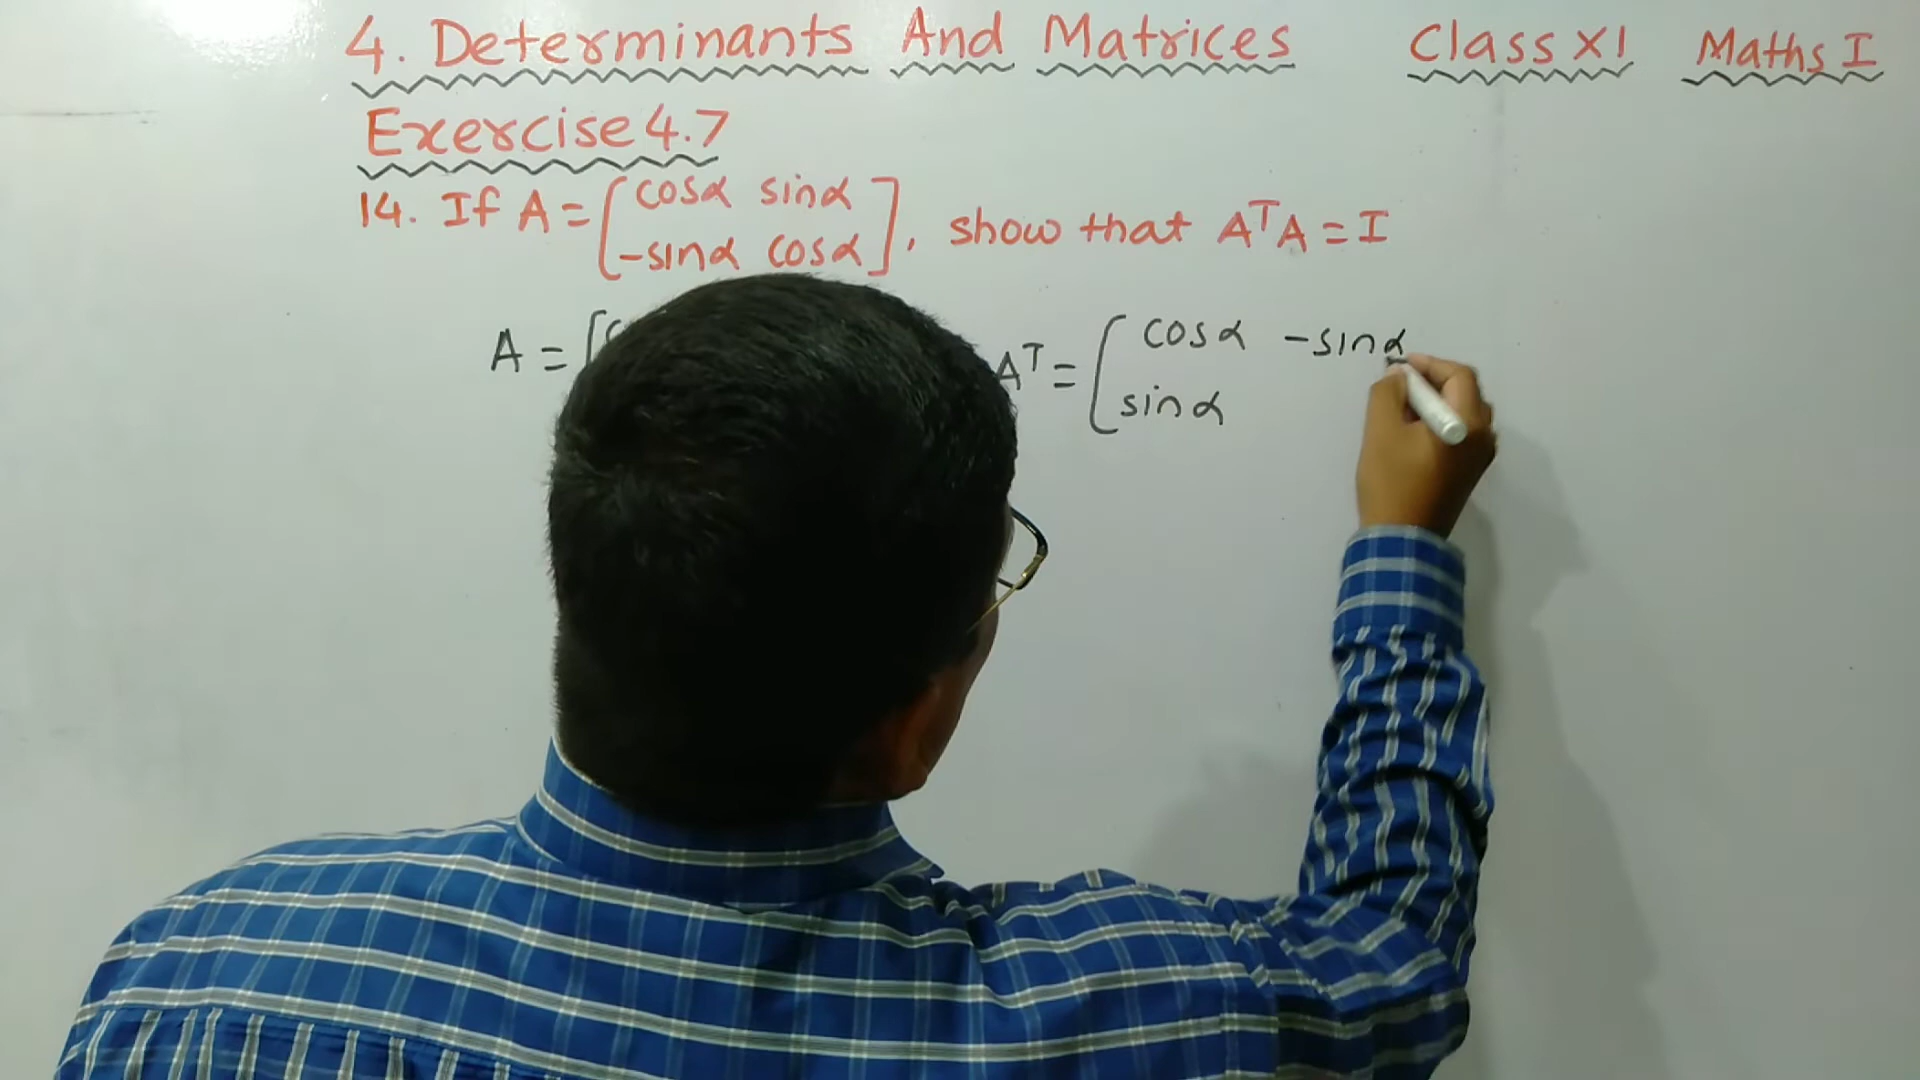 4. Determinants And Matrices Class XI Maths I
Exercise 4.7
14. If A = [cosα sinα
-sinα cosα], show that AᵀA = I
A = [ Aᵀ = [cosα -sinα
sinα